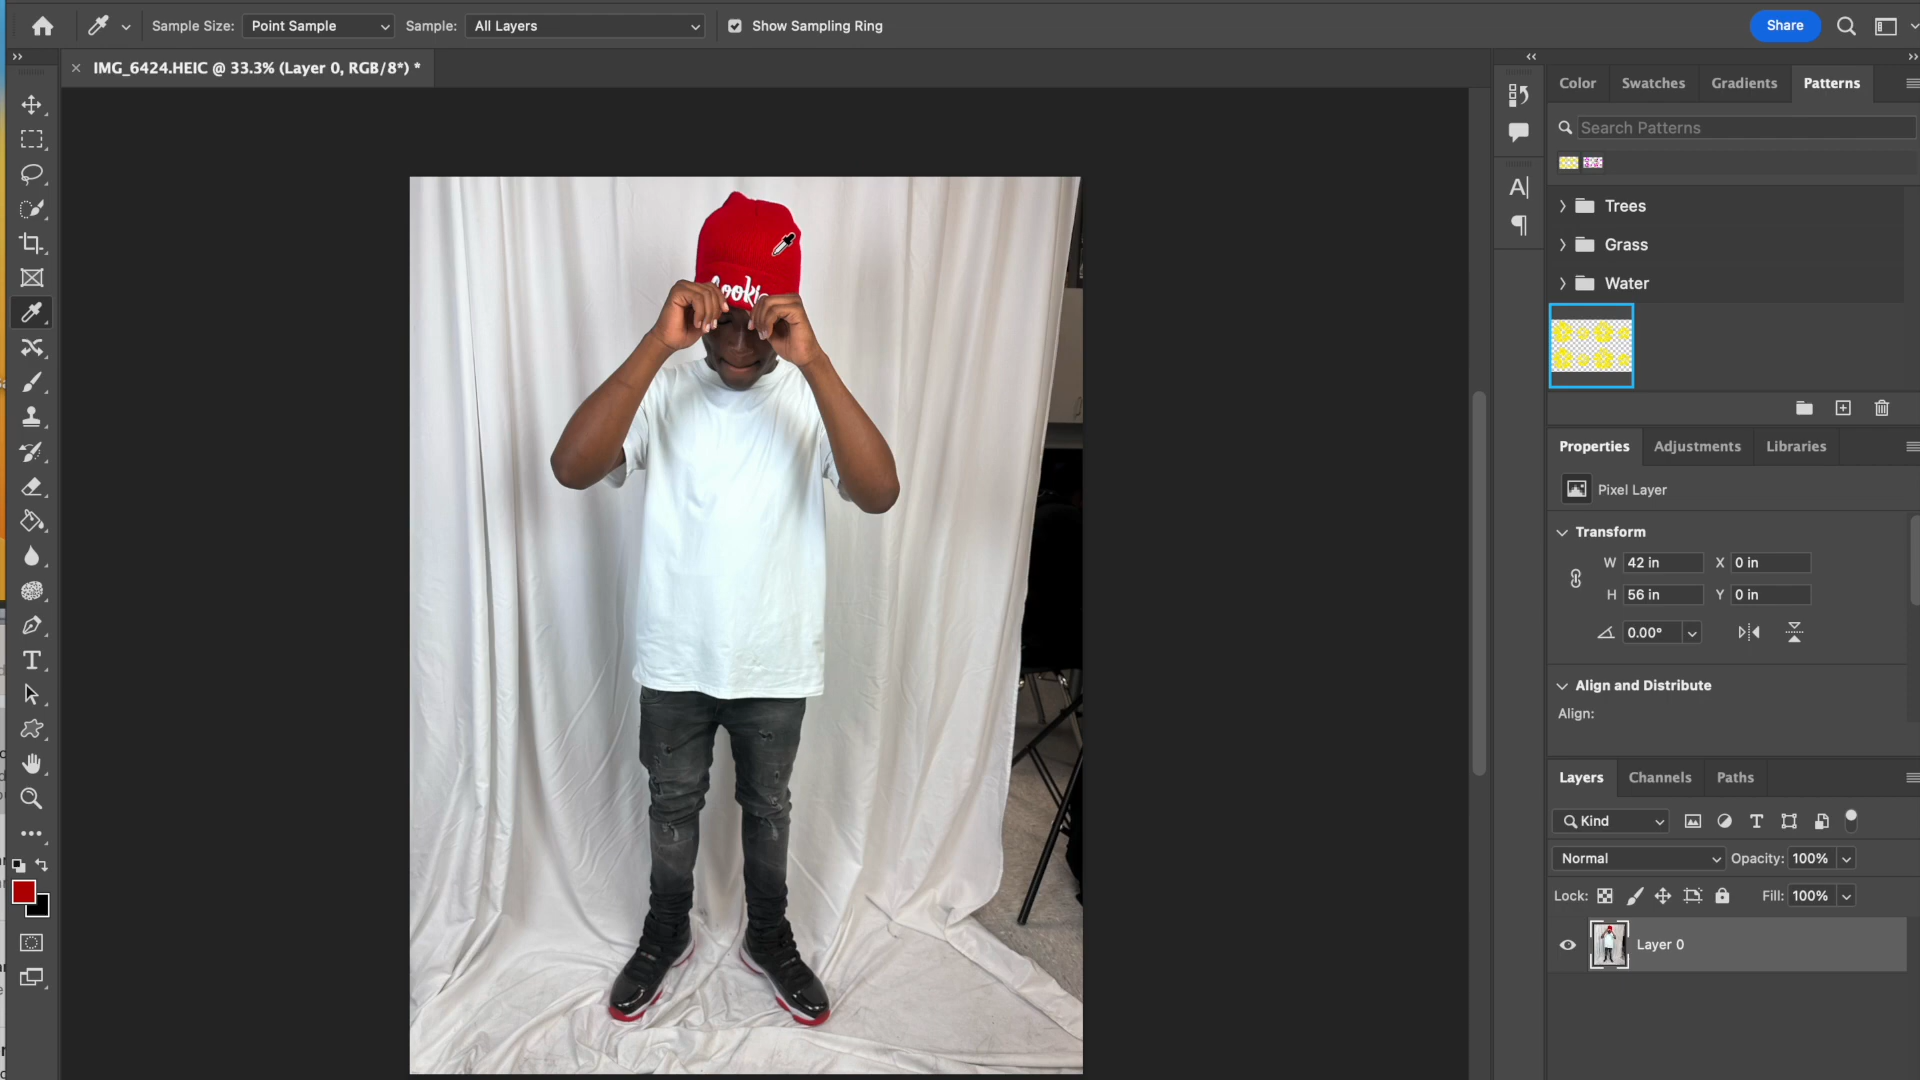 Sample Size: Point Sample Sample: All Layers Show Sampling Ring Share
IMG_6424.HEIC @ 33.3% (Layer 0, RGB/8*) *
Color Swatches Gradients Patterns
Search Patterns
Trees
Grass
Water
Properties Adjustments Libraries
Pixel Layer
Transform
W 42 in X 0 in
H 56 in Y 0 in
0.00°
Align and Distribute
Align:
Layers Channels Paths
Kind
Normal Opacity: 100%
Lock: Fill: 100%
Layer 0